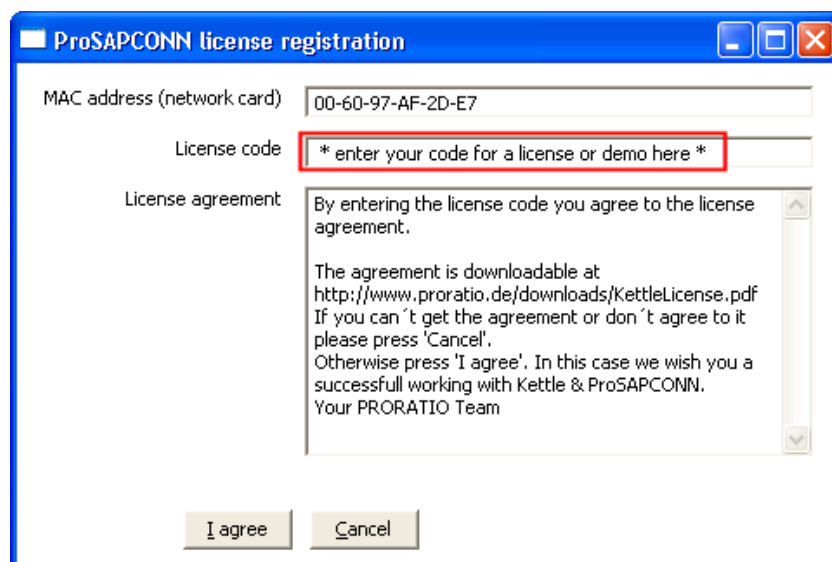 ProSAPCONN license registration
MAC address (network card)
00-60-97-AF-2D-E7
License code
* enter your code for a license or demo here *
License agreement
By entering the license code you agree to the license
agreement.
The agreement is downloadable at
http://www.proratio.de/downloads/KettleLicense.pdf
If you can´t get the agreement or don´t agree to it
please press 'Cancel'.
Otherwise press 'I agree'. In this case we wish you a
successfull working with Kettle & ProSAPCONN.
Your PRORATIO Team
I agree
Cancel